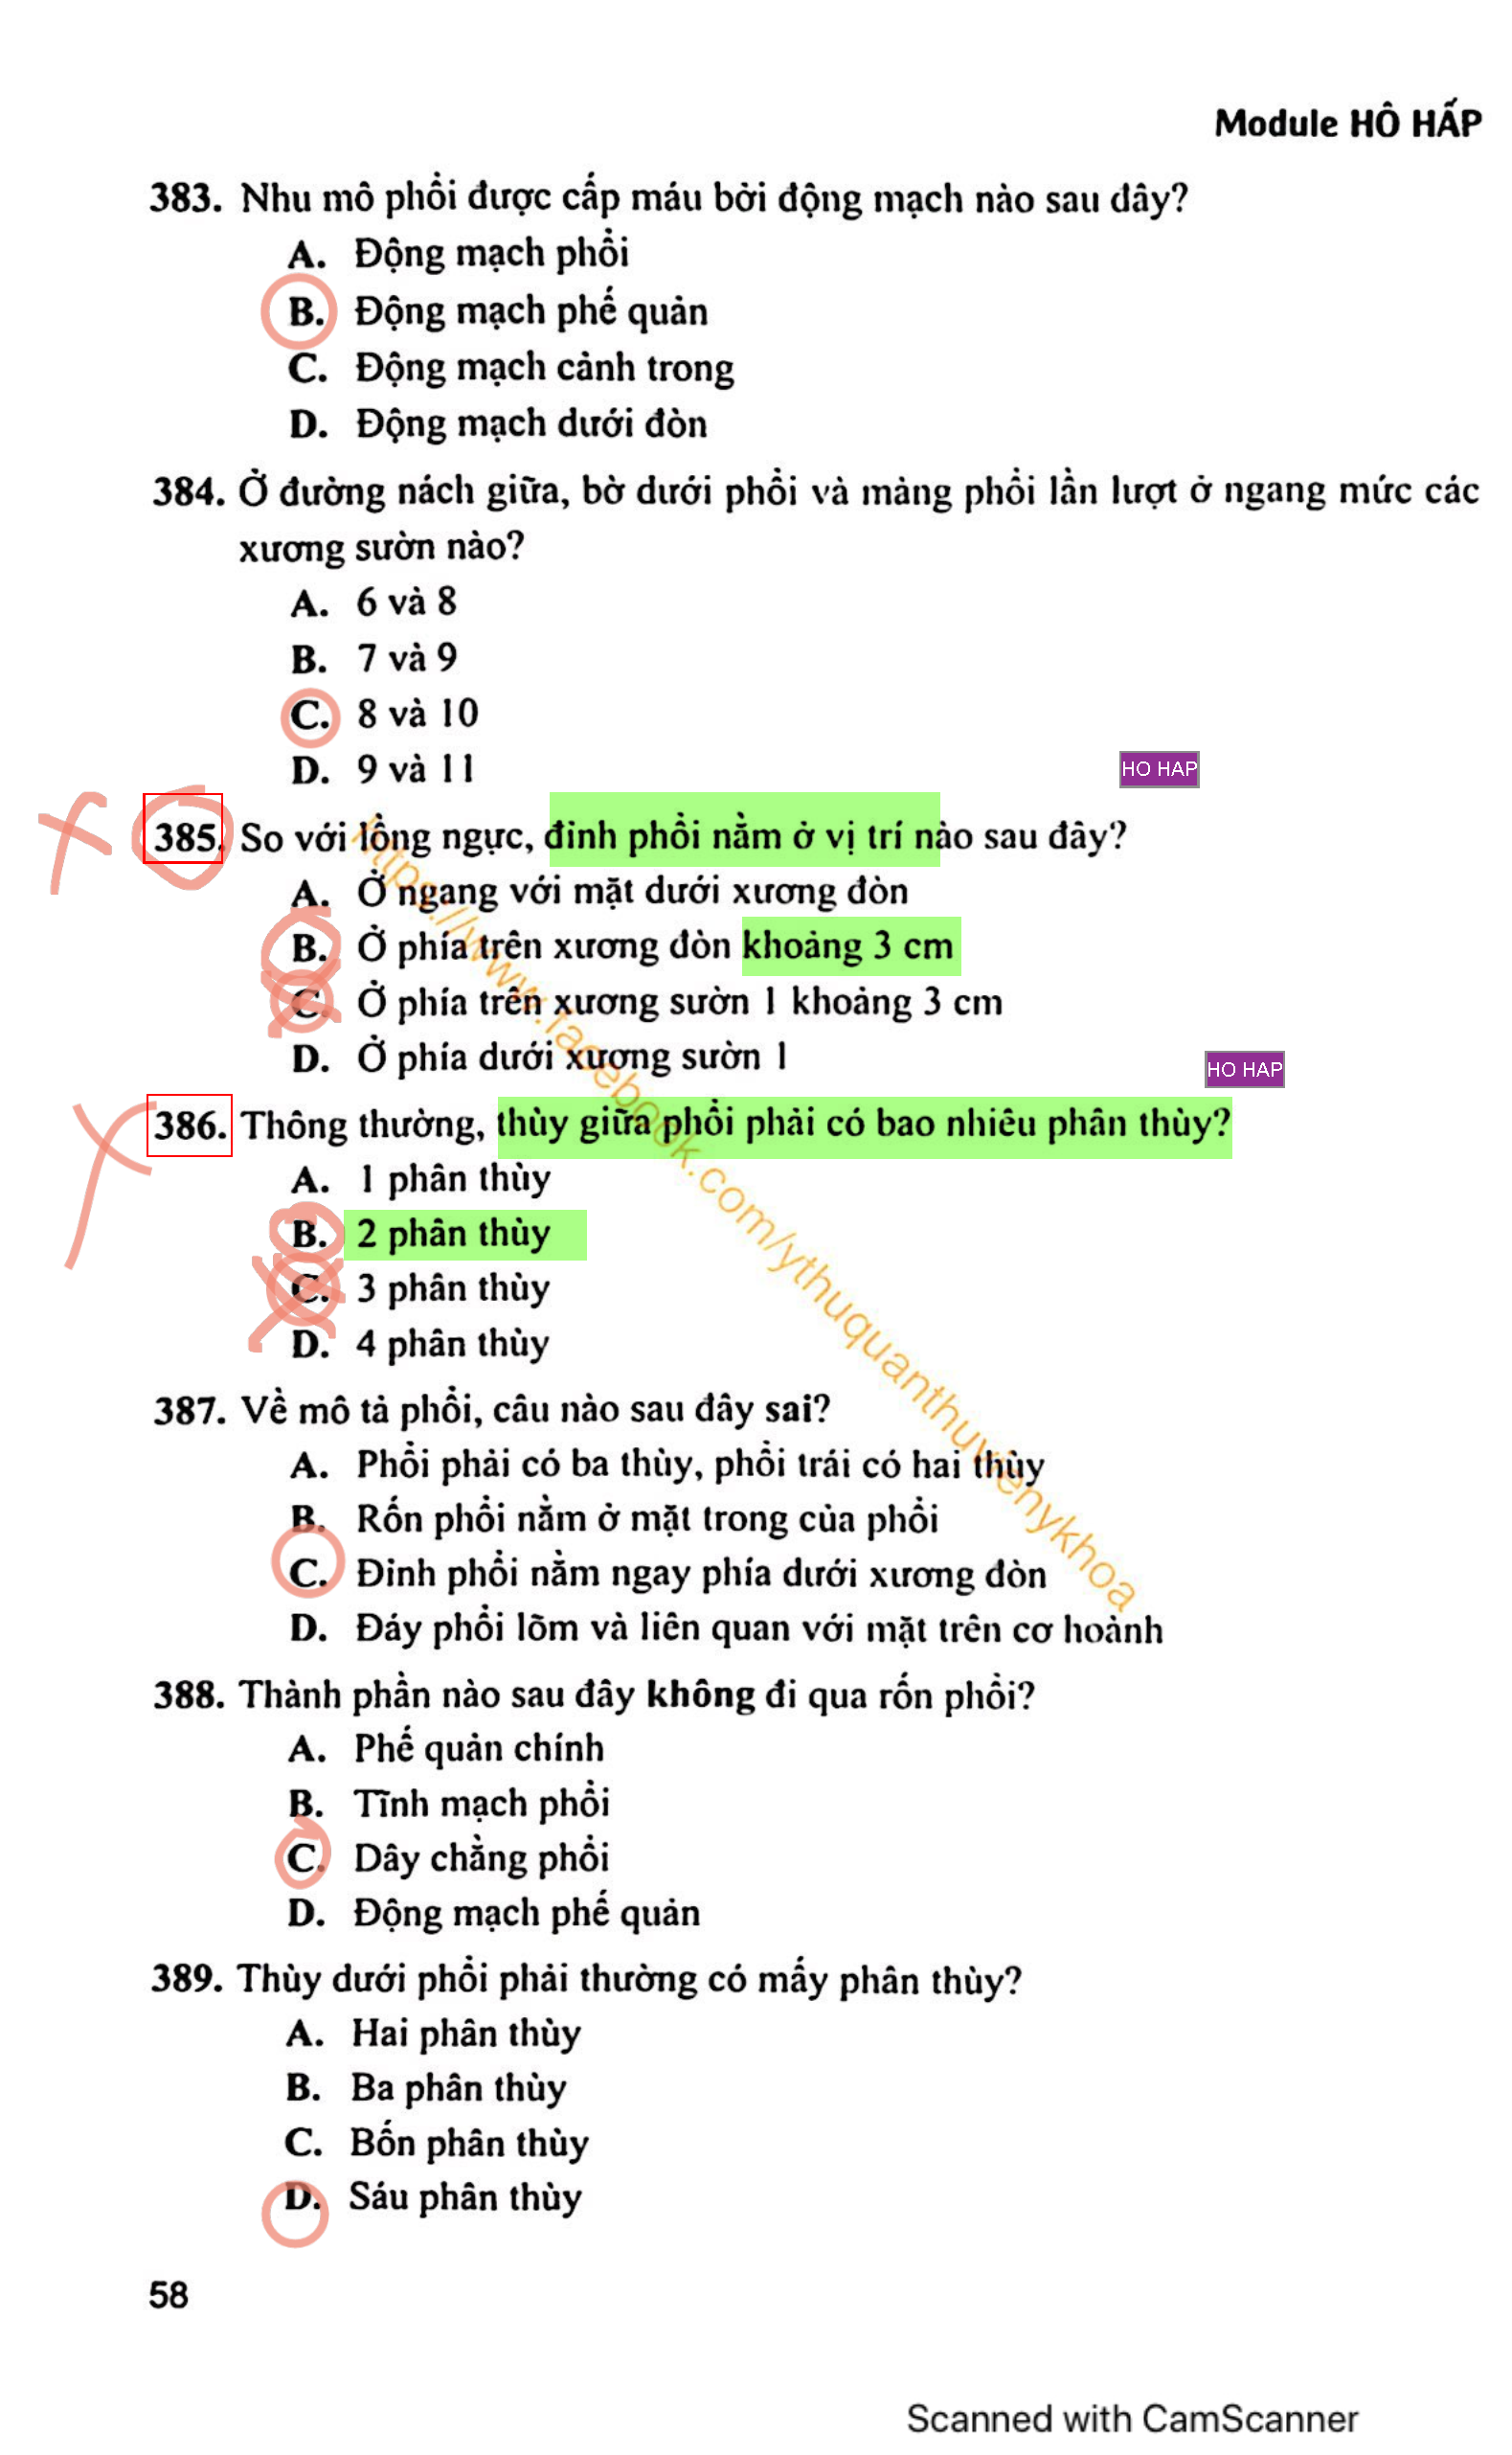 Module HÔ HẤP
383. Nhu mô phổi được cấp máu bởi động mạch nào sau đây?
A. Động mạch phổi
B. Động mạch phế quản
C. Động mạch cảnh trong
D. Động mạch dưới đòn
384. Ở đường nách giữa, bờ dưới phổi và màng phổi lần lượt ở ngang mức các
xương sườn nào?
A. 6 và 8
B. 7 và 9
C. 8 và 10
D. 9 và 11
HO HAP
385. So với lồng ngực, đỉnh phổi nằm ở vị trí nào sau đây?
A. Ở ngang với mặt dưới xương đòn
B. Ở phía trên xương đòn khoảng 3 cm
C. Ở phía trên xương sườn 1 khoảng 3 cm
D. Ở phía dưới xương sườn 1
HO HAP
386. Thông thường, thùy giữa phổi phải có bao nhiêu phân thùy?
A. 1 phân thùy
B. 2 phân thùy
C. 3 phân thùy
D. 4 phân thùy
387. Về mô tả phổi, câu nào sau đây sai?
A. Phổi phải có ba thùy, phổi trái có hai thùy
B. Rốn phổi nằm ở mặt trong của phổi
C. Đỉnh phổi nằm ngay phía dưới xương đòn
D. Đáy phổi lõm và liên quan với mặt trên cơ hoành
388. Thành phần nào sau đây không đi qua rốn phổi?
A. Phế quản chính
B. Tĩnh mạch phổi
C. Dây chằng phổi
D. Động mạch phế quản
389. Thùy dưới phổi phải thường có mấy phân thùy?
A. Hai phân thùy
B. Ba phân thùy
C. Bốn phân thùy
D. Sáu phân thùy
https://www.facebook.com/ythuquanthuvienykhoa
58
Scanned with CamScanner